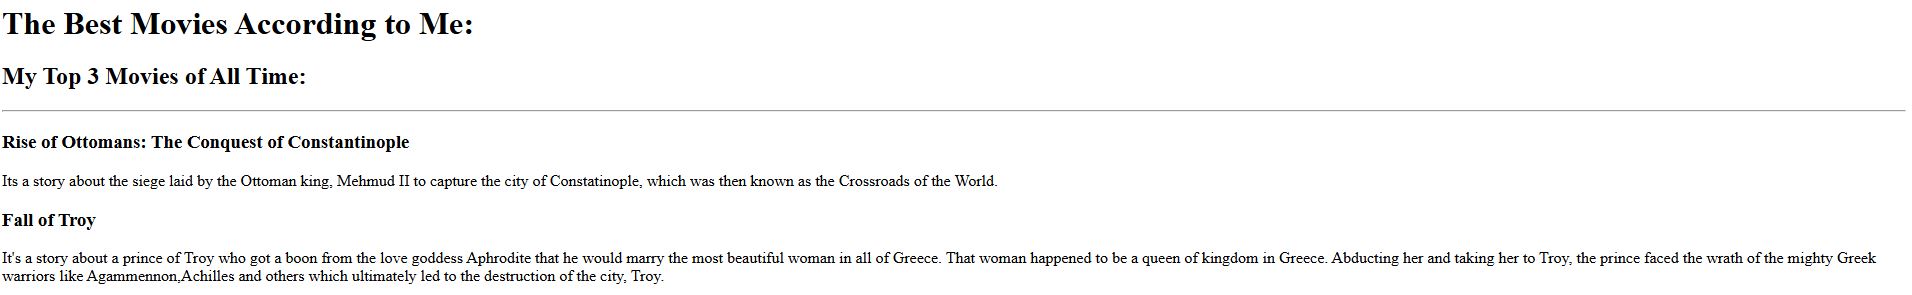 The Best Movies According to Me:
My Top 3 Movies of All Time:
Rise of Ottomans: The Conquest of Constantinople
Its a story about the siege laid by the Ottoman king, Mehmud II to capture the city of Constatinople, which was then known as the Crossroads of the World.
Fall of Troy
It's a story about a prince of Troy who got a boon from the love goddess Aphrodite that he would marry the most beautiful woman in all of Greece. That woman happened to be a queen of kingdom in Greece. Abducting her and taking her to Troy, the prince faced the wrath of the mighty Greek
warriors like Agammennon,Achilles and others which ultimately led to the destruction of the city, Troy.